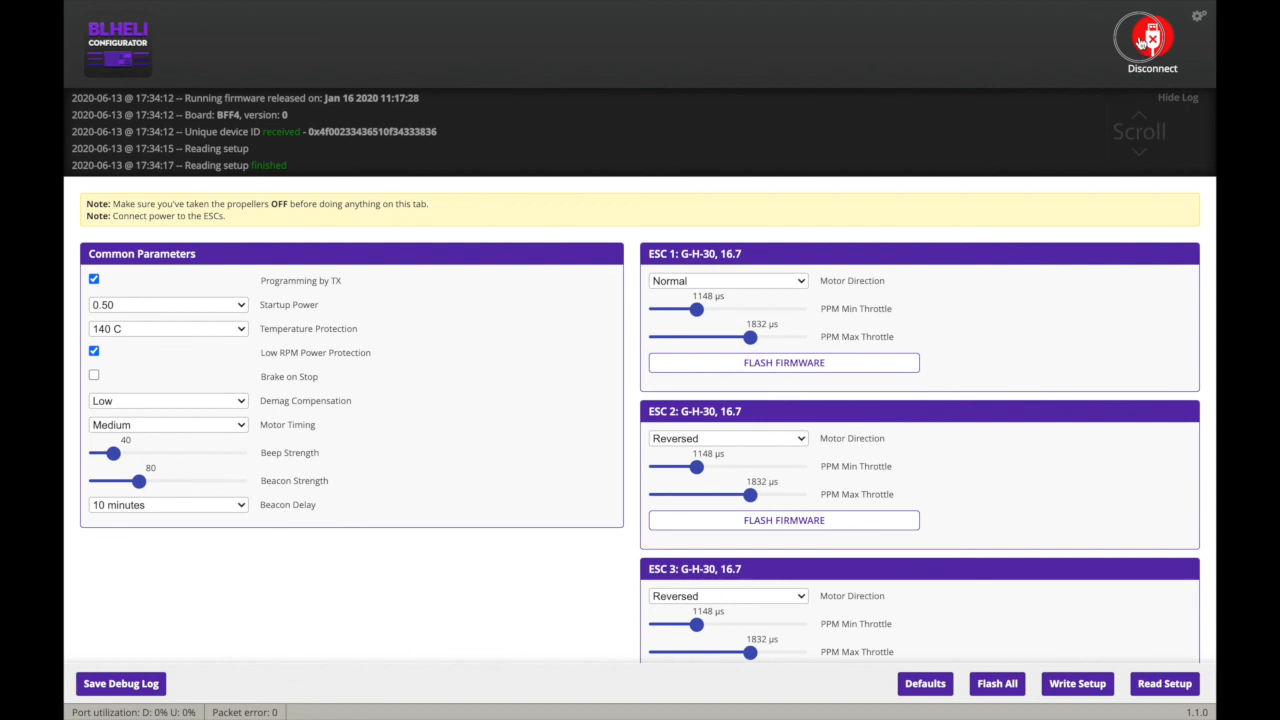 BLHELI
CONFIGURATOR
Disconnect
2020-06-13 @ 17:34:12 -- Running firmware released on: Jan 16 2020 11:17:28
Hide Log
2020-06-13 @ 17:34:12 -- Board: BFF4, version: 0
2020-06-13 @ 17:34:12 -- Unique device ID received - 0x4f00233436510f34333836
Scroll
2020-06-13 @ 17:34:15 -- Reading setup
2020-06-13 @ 17:34:17 -- Reading setup finished
Note: Make sure you've taken the propellers OFF before doing anything on this tab.
Note: Connect power to the ESCs.
Common Parameters
Programming by TX
0.50 Startup Power
140 C Temperature Protection
Low RPM Power Protection
Brake on Stop
Low Demag Compensation
Medium Motor Timing
40
Beep Strength
80
Beacon Strength
10 minutes Beacon Delay
ESC 1: G-H-30, 16.7
Normal Motor Direction
1148 µs
PPM Min Throttle
1832 µs
PPM Max Throttle
FLASH FIRMWARE
ESC 2: G-H-30, 16.7
Reversed Motor Direction
1148 µs
PPM Min Throttle
1832 µs
PPM Max Throttle
FLASH FIRMWARE
ESC 3: G-H-30, 16.7
Reversed Motor Direction
1148 µs
PPM Min Throttle
1832 µs
PPM Max Throttle
Save Debug Log Defaults Flash All Write Setup Read Setup
Port utilization: D: 0% U: 0% Packet error: 0 1.1.0